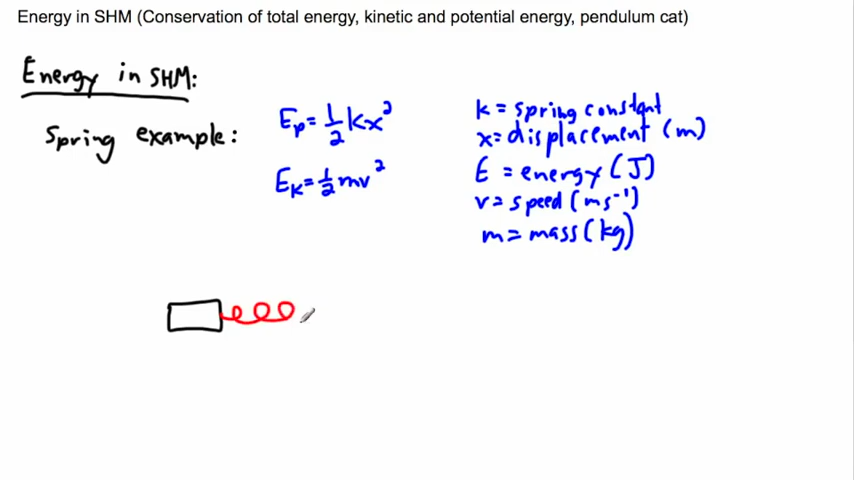 Energy in SHM (Conservation of total energy, kinetic and potential energy, pendulum cat)
Energy in SHM:
Spring example:
Ep = 1/2 kx²
EK = 1/2 mv²
k = spring constant
x = displacement (m)
E = energy (J)
v = speed (ms⁻¹)
m = mass (kg)